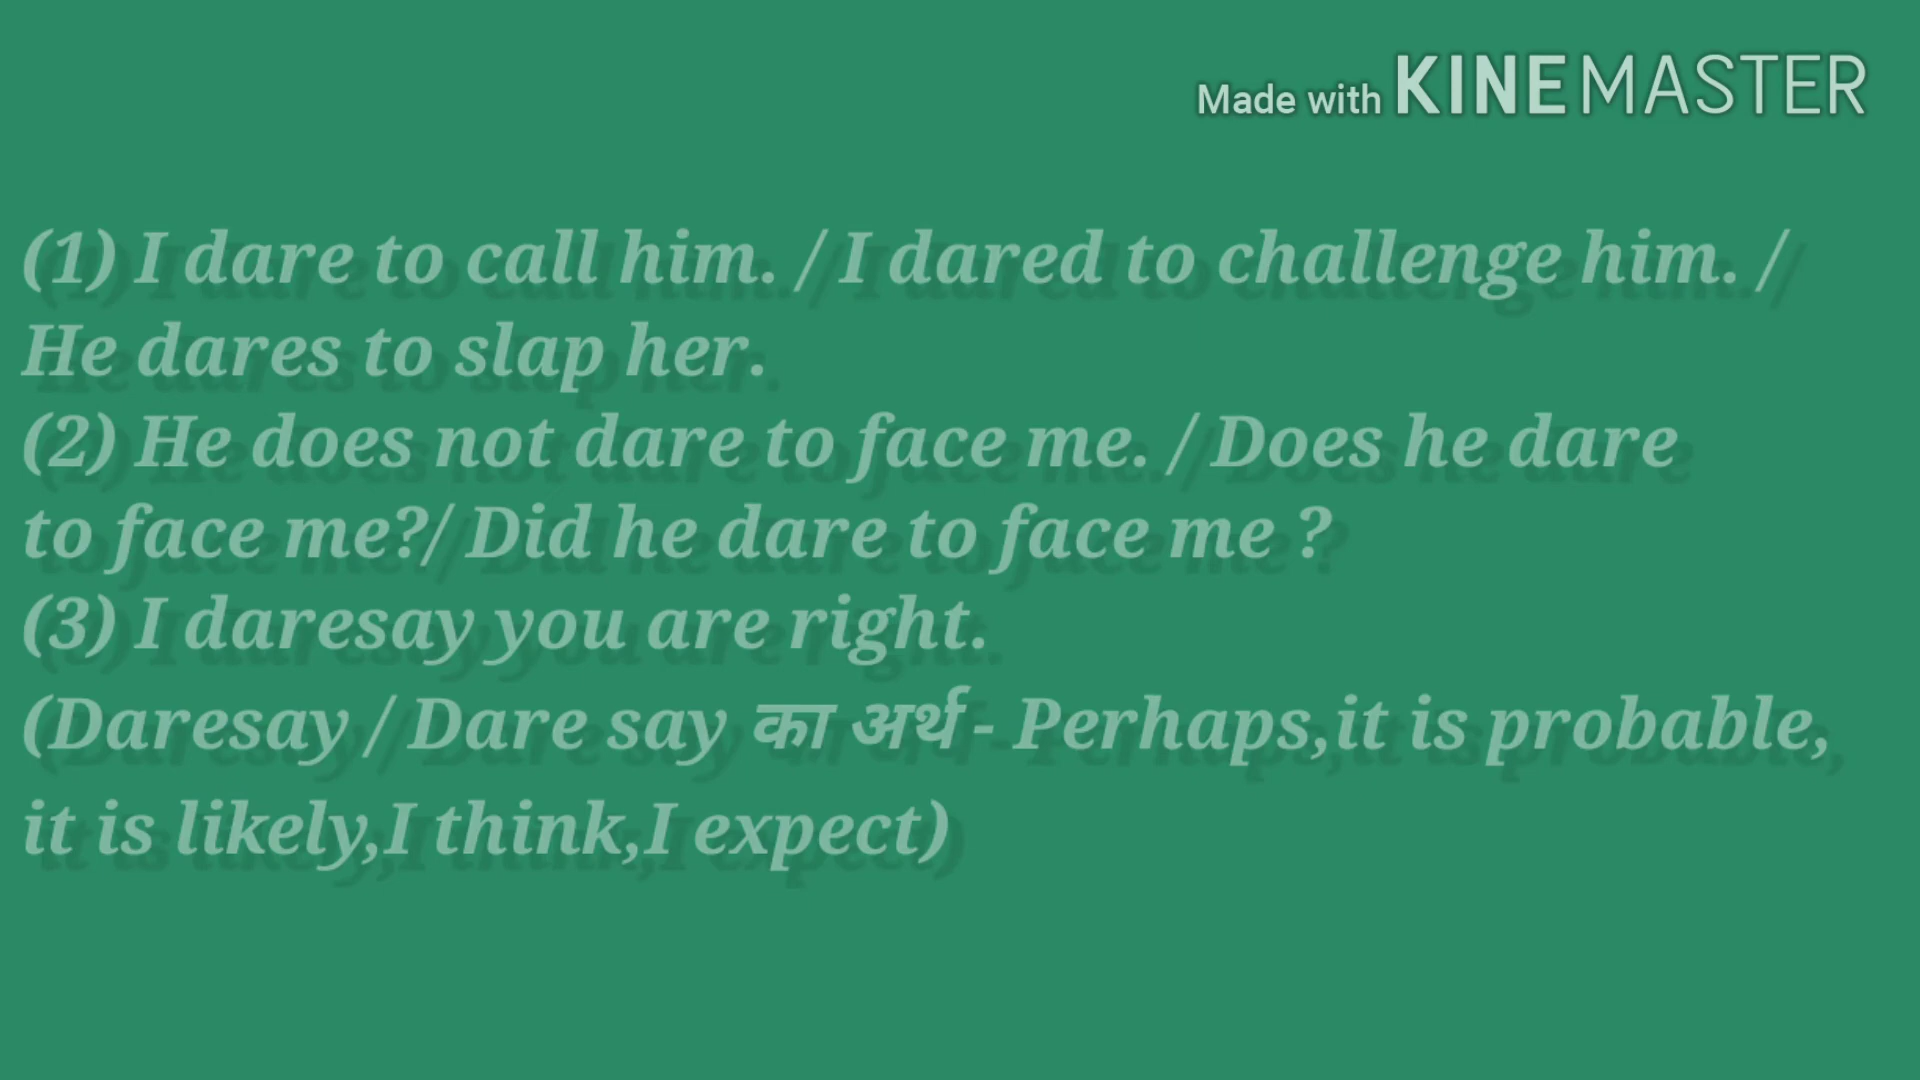 Made with KINEMASTER
(1) I dare to call him. / I dared to challenge him. /
He dares to slap her.
(2) He does not dare to face me. / Does he dare
to face me?/ Did he dare to face me ?
(3) I daresay you are right.
(Daresay / Dare say का अर्थ - Perhaps,it is probable,
it is likely,I think,I expect)